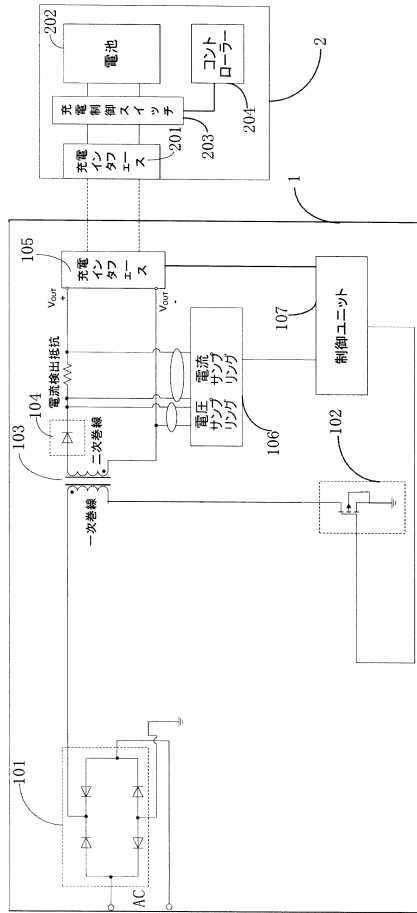 202
電池
コント
ローラー
204
2
充電制御スイッチ
203
201
充電
インタ
フェース
1
105
充電
インタ
フェース
VOUT
+
VOUT
-
電流検出抵抗
104
103
二次巻線
一次巻線
電圧
サンプ
リング
電流
サンプ
リング
106
107
制御ユニット
102
101
AC